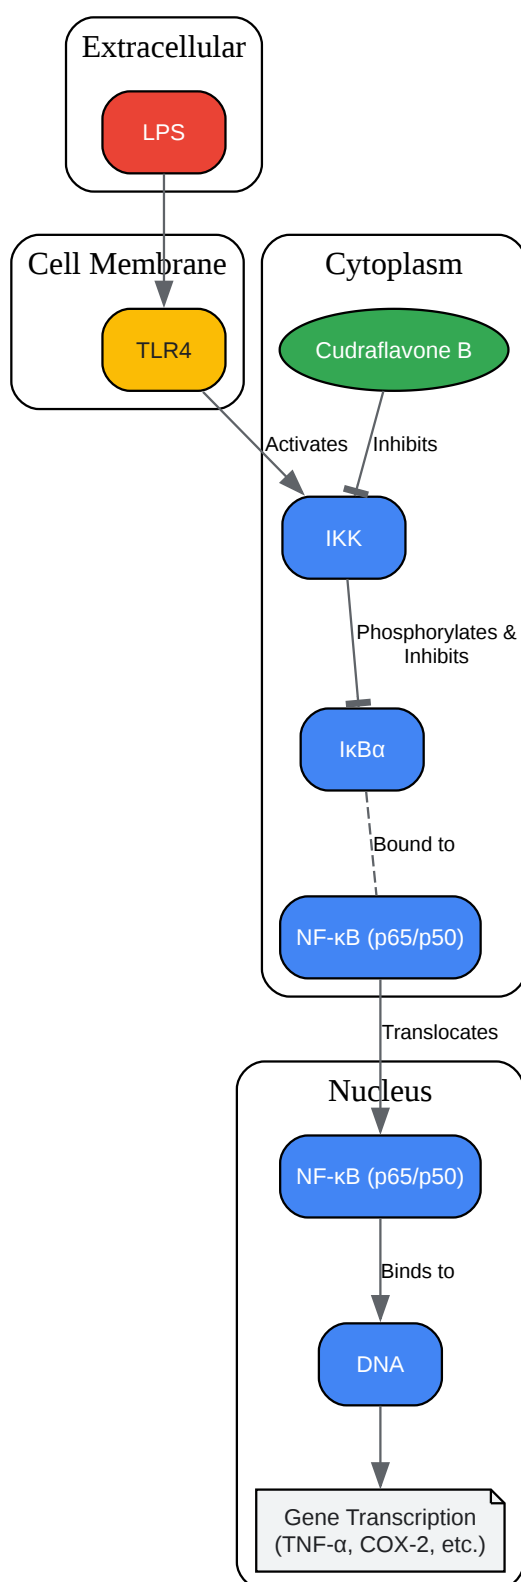 Extracellular
LPS
Cell Membrane
Cytoplasm
TLR4
Cudraflavone B
Activates
Inhibits
IKK
Phosphorylates &
Inhibits
IκBα
Bound to
NF-κB (p65/p50)
Translocates
Nucleus
NF-κB (p65/p50)
Binds to
DNA
Gene Transcription
(TNF-α, COX-2, etc.)